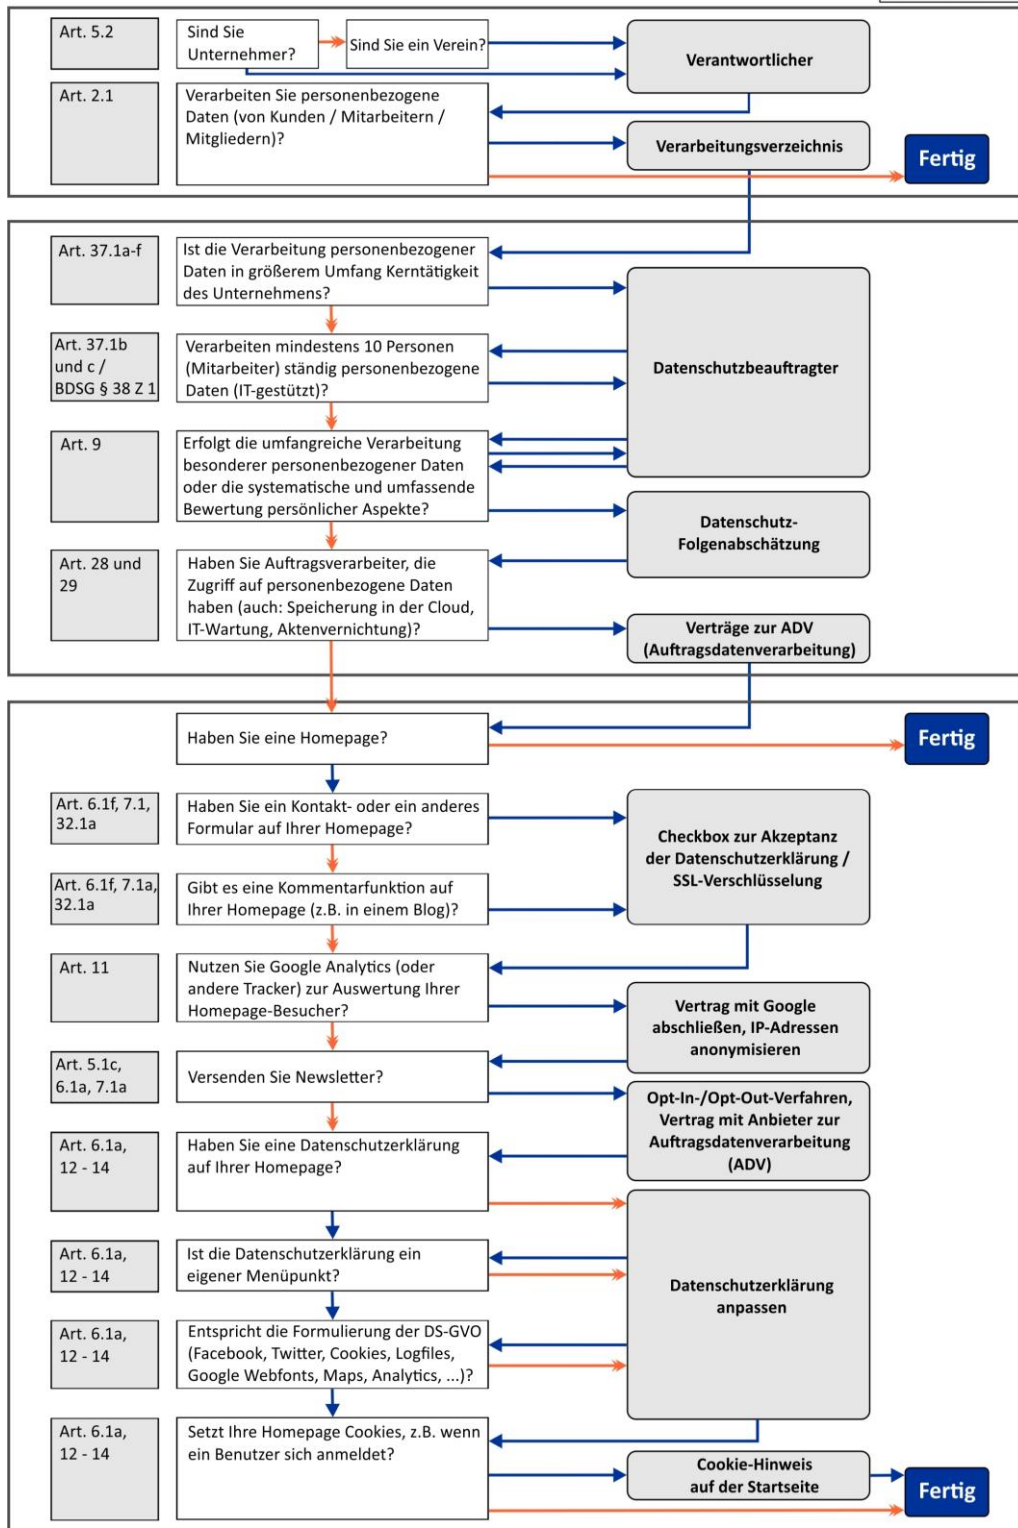 Art. 5.2
Sind Sie
Unternehmer?
Sind Sie ein Verein?
Verantwortlicher
Art. 2.1
Verarbeiten Sie personenbezogene
Daten (von Kunden / Mitarbeitern /
Mitgliedern)?
Verarbeitungsverzeichnis
Fertig
Art. 37.1a-f
Ist die Verarbeitung personenbezogener
Daten in größerem Umfang Kerntätigkeit
des Unternehmens?
Art. 37.1b
und c /
BDSG § 38 Z 1
Verarbeiten mindestens 10 Personen
(Mitarbeiter) ständig personenbezogene
Daten (IT-gestützt)?
Datenschutzbeauftragter
Art. 9
Erfolgt die umfangreiche Verarbeitung
besonderer personenbezogener Daten
oder die systematische und umfassende
Bewertung persönlicher Aspekte?
Datenschutz-
Folgenabschätzung
Art. 28 und
29
Haben Sie Auftragsverarbeiter, die
Zugriff auf personenbezogene Daten
haben (auch: Speicherung in der Cloud,
IT-Wartung, Aktenvernichtung)?
Verträge zur ADV
(Auftragsdatenverarbeitung)
Haben Sie eine Homepage?
Fertig
Art. 6.1f, 7.1,
32.1a
Haben Sie ein Kontakt- oder ein anderes
Formular auf Ihrer Homepage?
Checkbox zur Akzeptanz
der Datenschutzerklärung /
SSL-Verschlüsselung
Art. 6.1f, 7.1a,
32.1a
Gibt es eine Kommentarfunktion auf
Ihrer Homepage (z.B. in einem Blog)?
Art. 11
Nutzen Sie Google Analytics (oder
andere Tracker) zur Auswertung Ihrer
Homepage-Besucher?
Vertrag mit Google
abschließen, IP-Adressen
anonymisieren
Art. 5.1c,
6.1a, 7.1a
Versenden Sie Newsletter?
Opt-In-/Opt-Out-Verfahren,
Vertrag mit Anbieter zur
Auftragsdatenverarbeitung
(ADV)
Art. 6.1a,
12 - 14
Haben Sie eine Datenschutzerklärung
auf Ihrer Homepage?
Art. 6.1a,
12 - 14
Ist die Datenschutzerklärung ein
eigener Menüpunkt?
Datenschutzerklärung
anpassen
Art. 6.1a,
12 - 14
Entspricht die Formulierung der DS-GVO
(Facebook, Twitter, Cookies, Logfiles,
Google Webfonts, Maps, Analytics, ...)?
Art. 6.1a,
12 - 14
Setzt Ihre Homepage Cookies, z.B. wenn
ein Benutzer sich anmeldet?
Cookie-Hinweis
auf der Startseite
Fertig